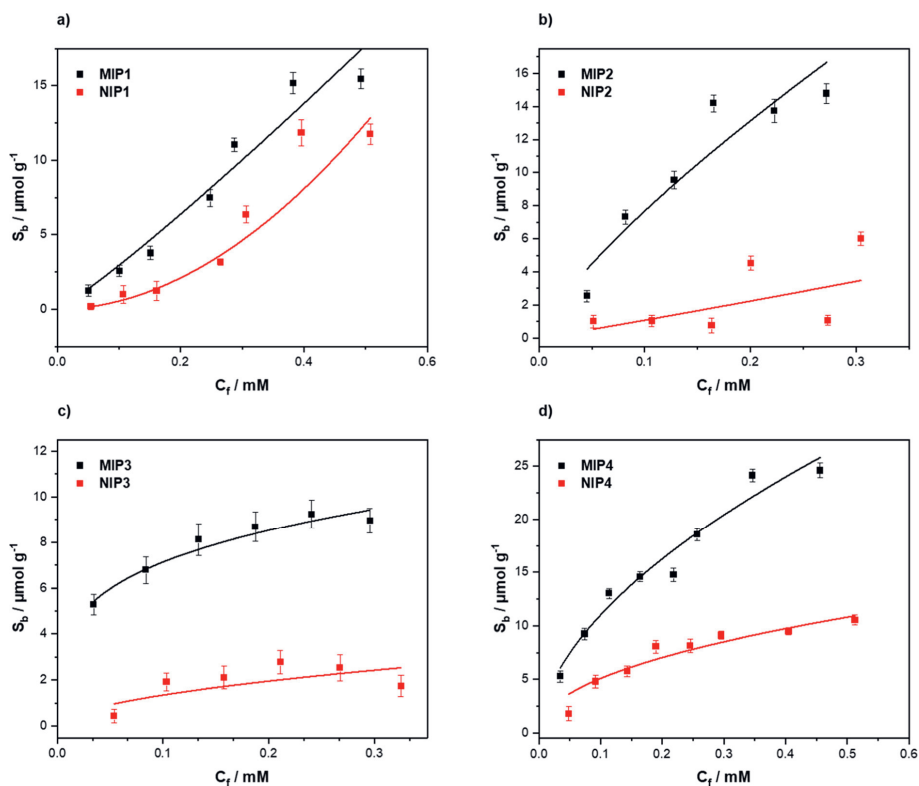 a)
MIP1
NIP1
15
10
5
0
S_b / µmol g⁻¹
0.0
0.2
0.4
0.6
C_f / mM
b)
MIP2
NIP2
16
14
12
10
8
6
4
2
0
S_b / µmol g⁻¹
0.0
0.1
0.2
0.3
C_f / mM
c)
MIP3
NIP3
12
10
8
6
4
2
0
S_b / µmol g⁻¹
0.0
0.1
0.2
0.3
C_f / mM
d)
MIP4
NIP4
25
20
15
10
5
0
S_b / µmol g⁻¹
0.0
0.1
0.2
0.3
0.4
0.5
0.6
C_f / mM